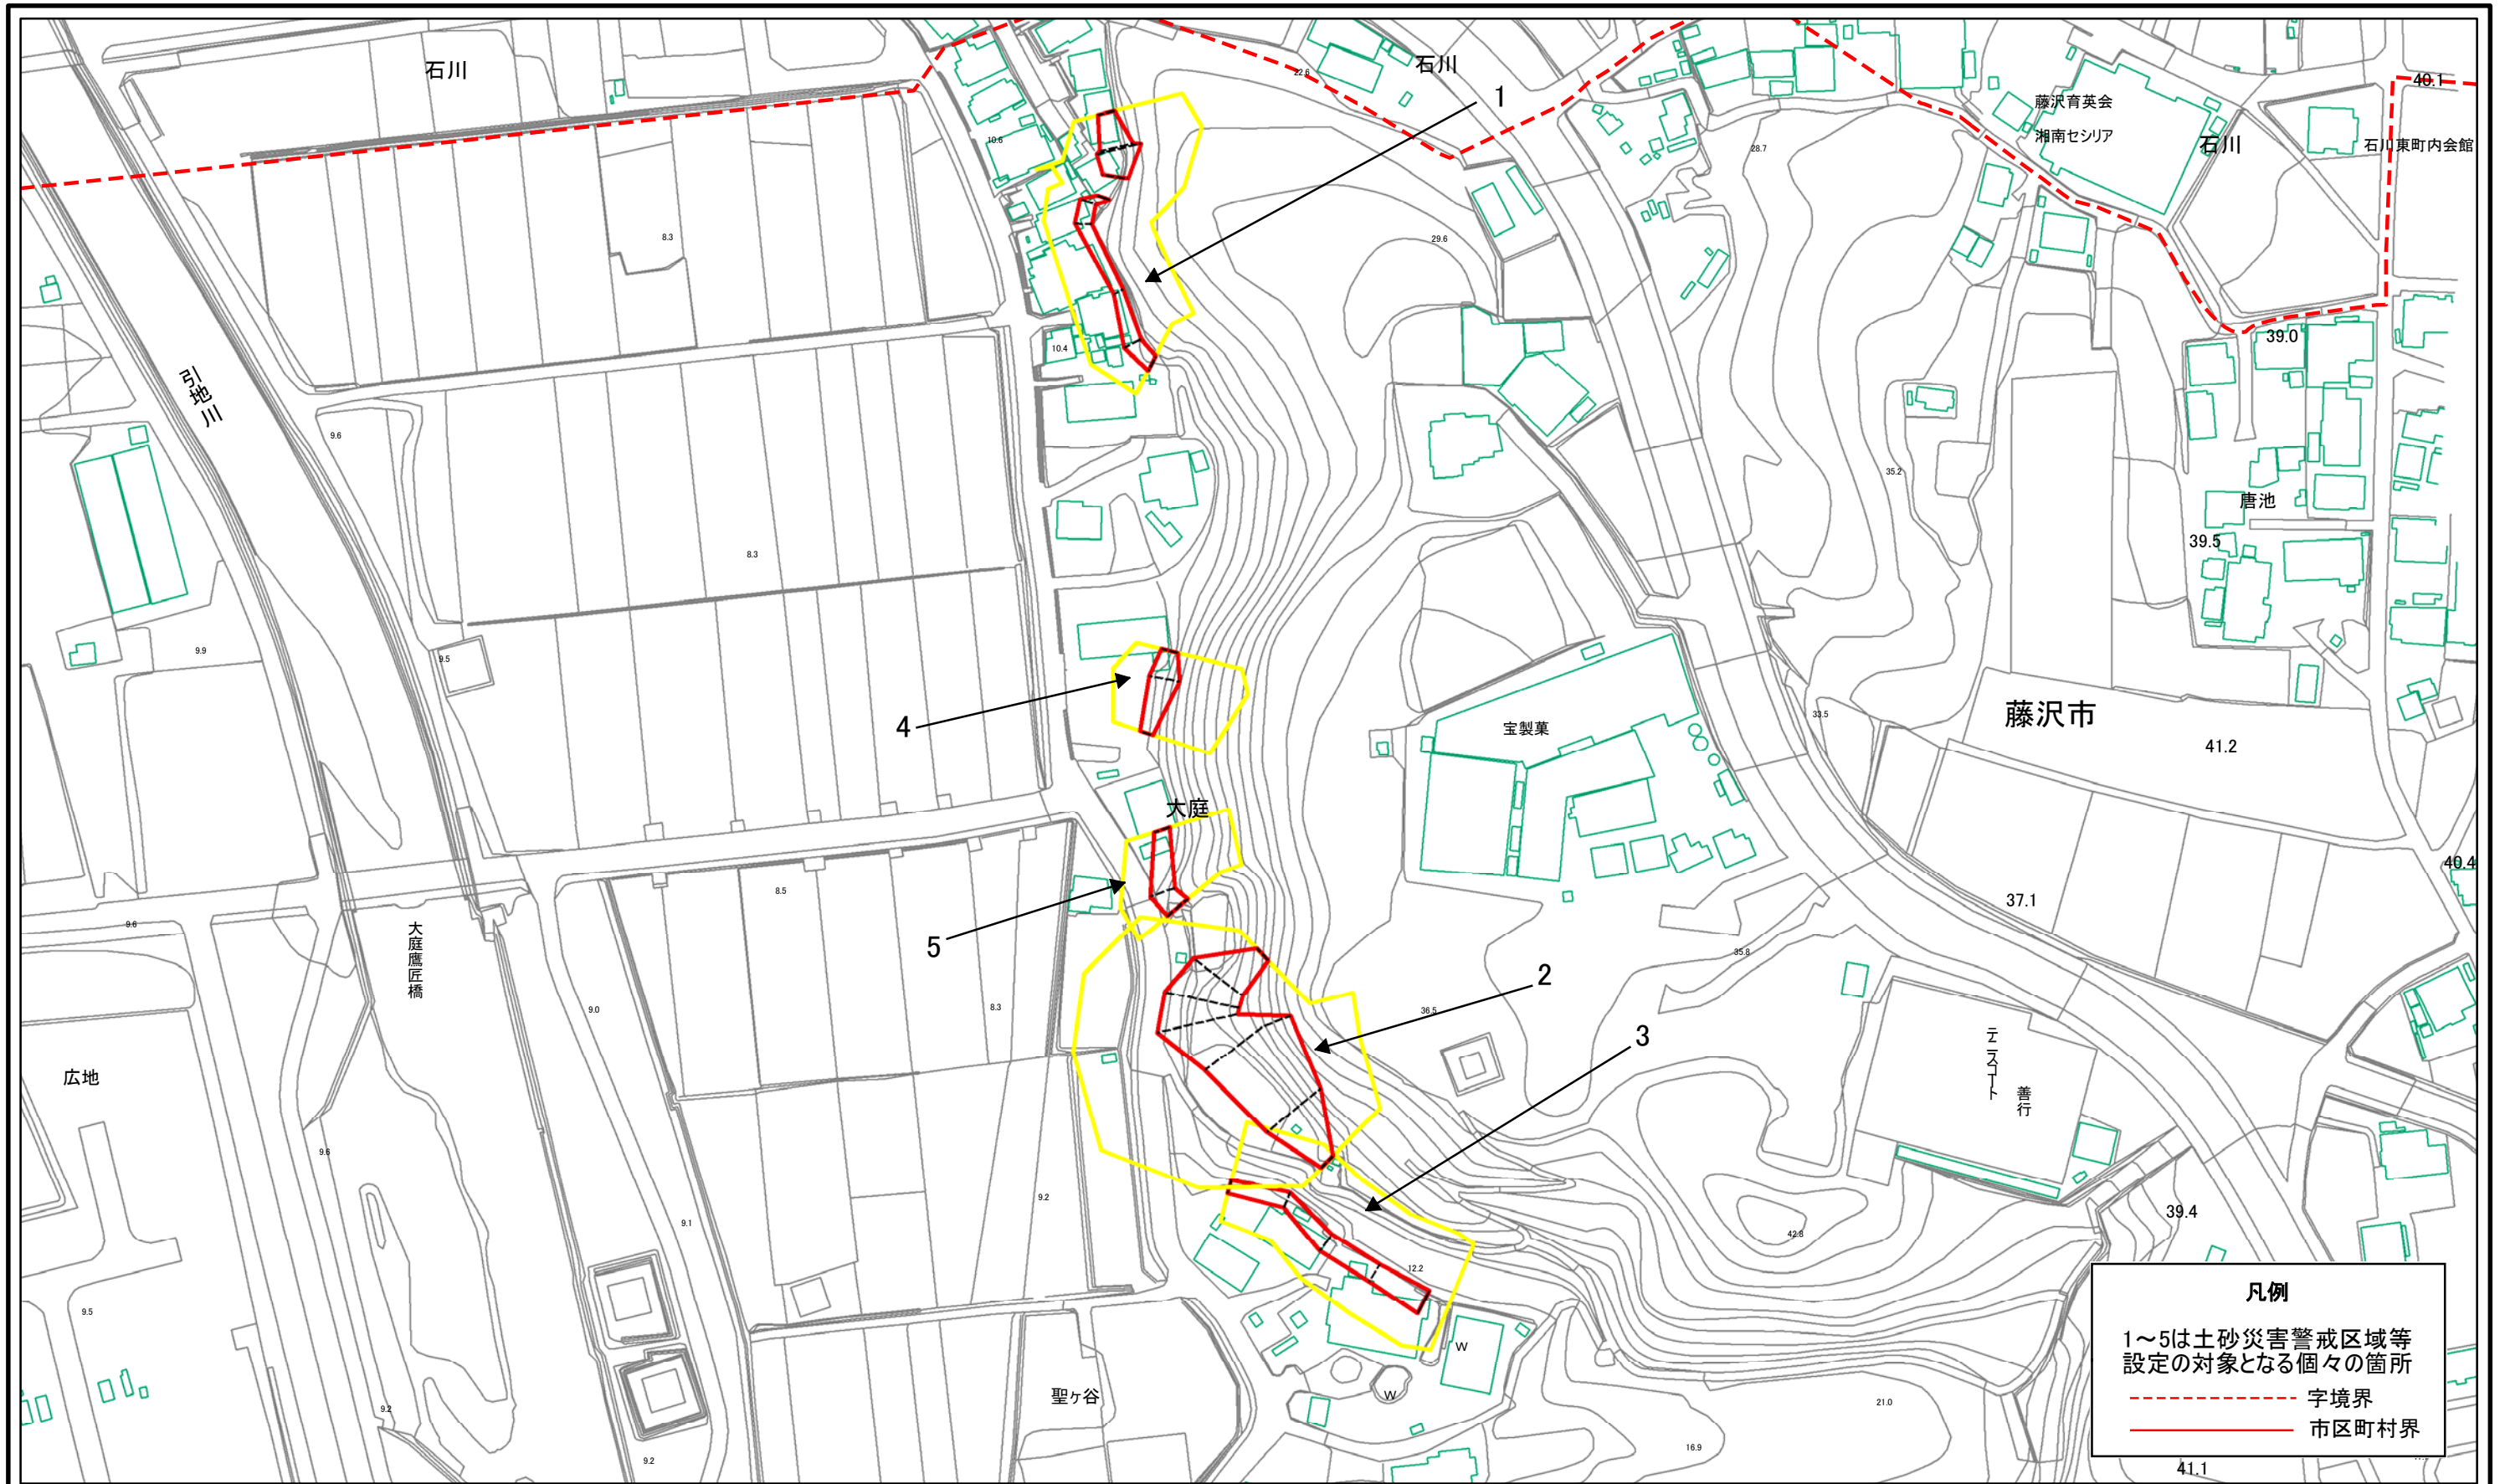 石川
石川
1
22.6
藤沢育英会
湘南セシリア
石川
石川東町内会館
40.1
10.6
28.7
8.3
29.6
10.4
39.0
引地川
9.6
35.2
唐池
8.3
39.5
9.9
9.5
4
宝製菓
33.5
藤沢市
41.2
大庭
5
8.5
40.4
37.1
9.6
大庭鷹匠橋
35.8
2
9.0
8.3
36.5
3
テニスコート
善行
広地
9.6
9.2
9.1
39.4
42.8
12.2
9.5
W
W
聖ヶ谷
9.2
9.2
21.0
16.9
凡例
1～5は土砂災害警戒区域等
設定の対象となる個々の箇所
字境界
市区町村界
41.1